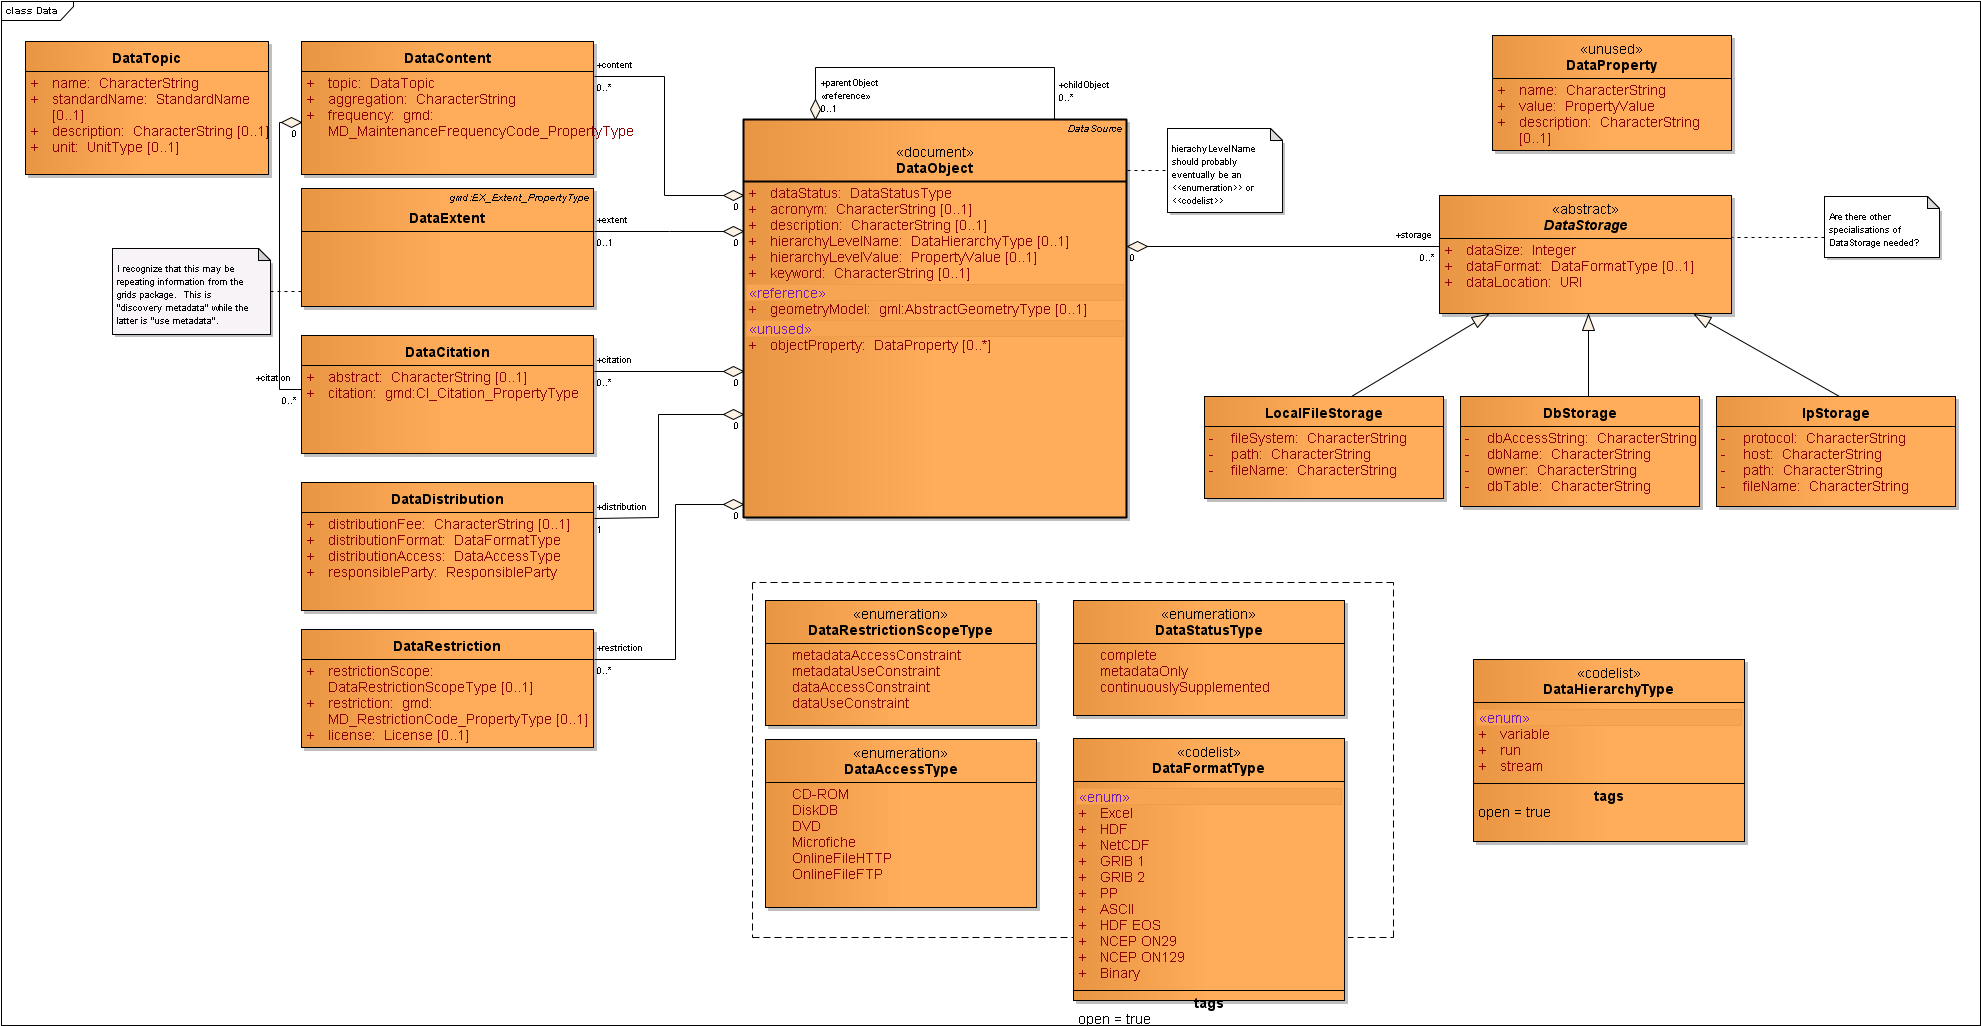 class Data
DataTopic
+ name: CharacterString
+ standardName: StandardName
[0..1]
+ description: CharacterString [0..1]
+ unit: UnitType [0..1]
DataContent
+ topic: DataTopic
+ aggregation: CharacterString
+ frequency: gmd:
MD_MaintenanceFrequencyCode_PropertyType
+content
0..*
0
gmd:EX_Extent_PropertyType
DataExtent
+extent
0..1
I recognize that this may be
repeating information from the
grids package. This is
"discovery metadata" while the
latter is "use metadata".
DataCitation
+ abstract: CharacterString [0..1]
+ citation: gmd:CI_Citation_PropertyType
+citation
0..*
+citation
0..*
DataDistribution
+ distributionFee: CharacterString [0..1]
+ distributionFormat: DataFormatType
+ distributionAccess: DataAccessType
+ responsibleParty: ResponsibleParty
+distribution
1
DataRestriction
+ restrictionScope:
DataRestrictionScopeType [0..1]
+ restriction: gmd:
MD_RestrictionCode_PropertyType [0..1]
+ license: License [0..1]
+restriction
0..*
+parentObject
«reference»
0..1
+childObject
0..*
DataSource
«document»
DataObject
+ dataStatus: DataStatusType
+ acronym: CharacterString [0..1]
+ description: CharacterString [0..1]
+ hierarchyLevelName: DataHierarchyType [0..1]
+ hierarchyLevelValue: PropertyValue [0..1]
+ keyword: CharacterString [0..1]
«reference»
+ geometryModel: gml:AbstractGeometryType [0..1]
«unused»
+ objectProperty: DataProperty [0..*]
0
0
0
0
0
0
hierachyLevelName
should probably
eventually be an
<<enumeration>> or
<<codelist>>
«unused»
DataProperty
+ name: CharacterString
+ value: PropertyValue
+ description: CharacterString
[0..1]
+storage
0..*
«abstract»
DataStorage
+ dataSize: Integer
+ dataFormat: DataFormatType [0..1]
+ dataLocation: URI
Are there other
specialisations of
DataStorage needed?
LocalFileStorage
- fileSystem: CharacterString
- path: CharacterString
- fileName: CharacterString
DbStorage
- dbAccessString: CharacterString
- dbName: CharacterString
- owner: CharacterString
- dbTable: CharacterString
IpStorage
- protocol: CharacterString
- host: CharacterString
- path: CharacterString
- fileName: CharacterString
«enumeration»
DataRestrictionScopeType
metadataAccessConstraint
metadataUseConstraint
dataAccessConstraint
dataUseConstraint
«enumeration»
DataStatusType
complete
metadataOnly
continuouslySupplemented
«enumeration»
DataAccessType
CD-ROM
DiskDB
DVD
Microfiche
OnlineFileHTTP
OnlineFileFTP
«codelist»
DataFormatType
«enum»
+ Excel
+ HDF
+ NetCDF
+ GRIB 1
+ GRIB 2
+ PP
+ ASCII
+ HDF EOS
+ NCEP ON29
+ NCEP ON129
+ Binary
tags
open = true
«codelist»
DataHierarchyType
«enum»
+ variable
+ run
+ stream
tags
open = true